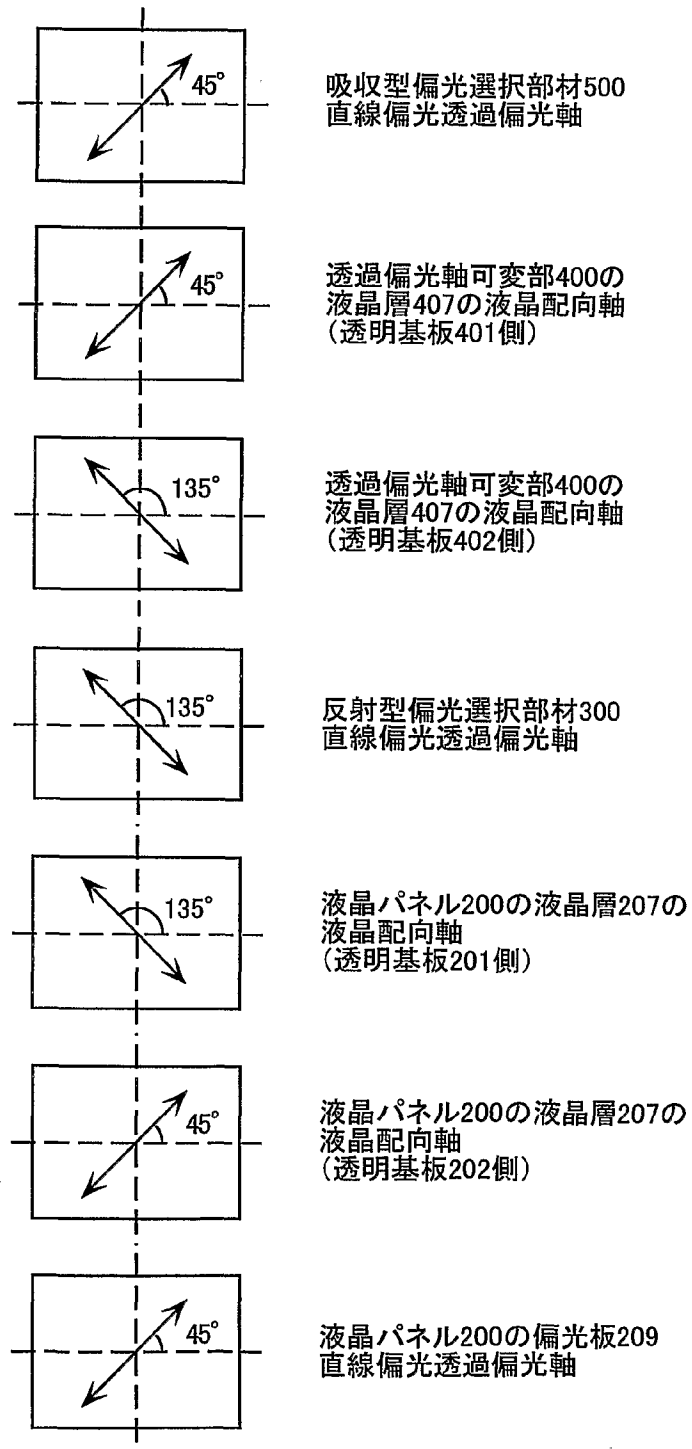 45°
吸収型偏光選択部材500
直線偏光透過偏光軸
45°
透過偏光軸可変部400の
液晶層407の液晶配向軸
(透明基板401側)
135°
透過偏光軸可変部400の
液晶層407の液晶配向軸
(透明基板402側)
135°
反射型偏光選択部材300
直線偏光透過偏光軸
135°
液晶パネル200の液晶層207の
液晶配向軸
(透明基板201側)
45°
液晶パネル200の液晶層207の
液晶配向軸
(透明基板202側)
45°
液晶パネル200の偏光板209
直線偏光透過偏光軸